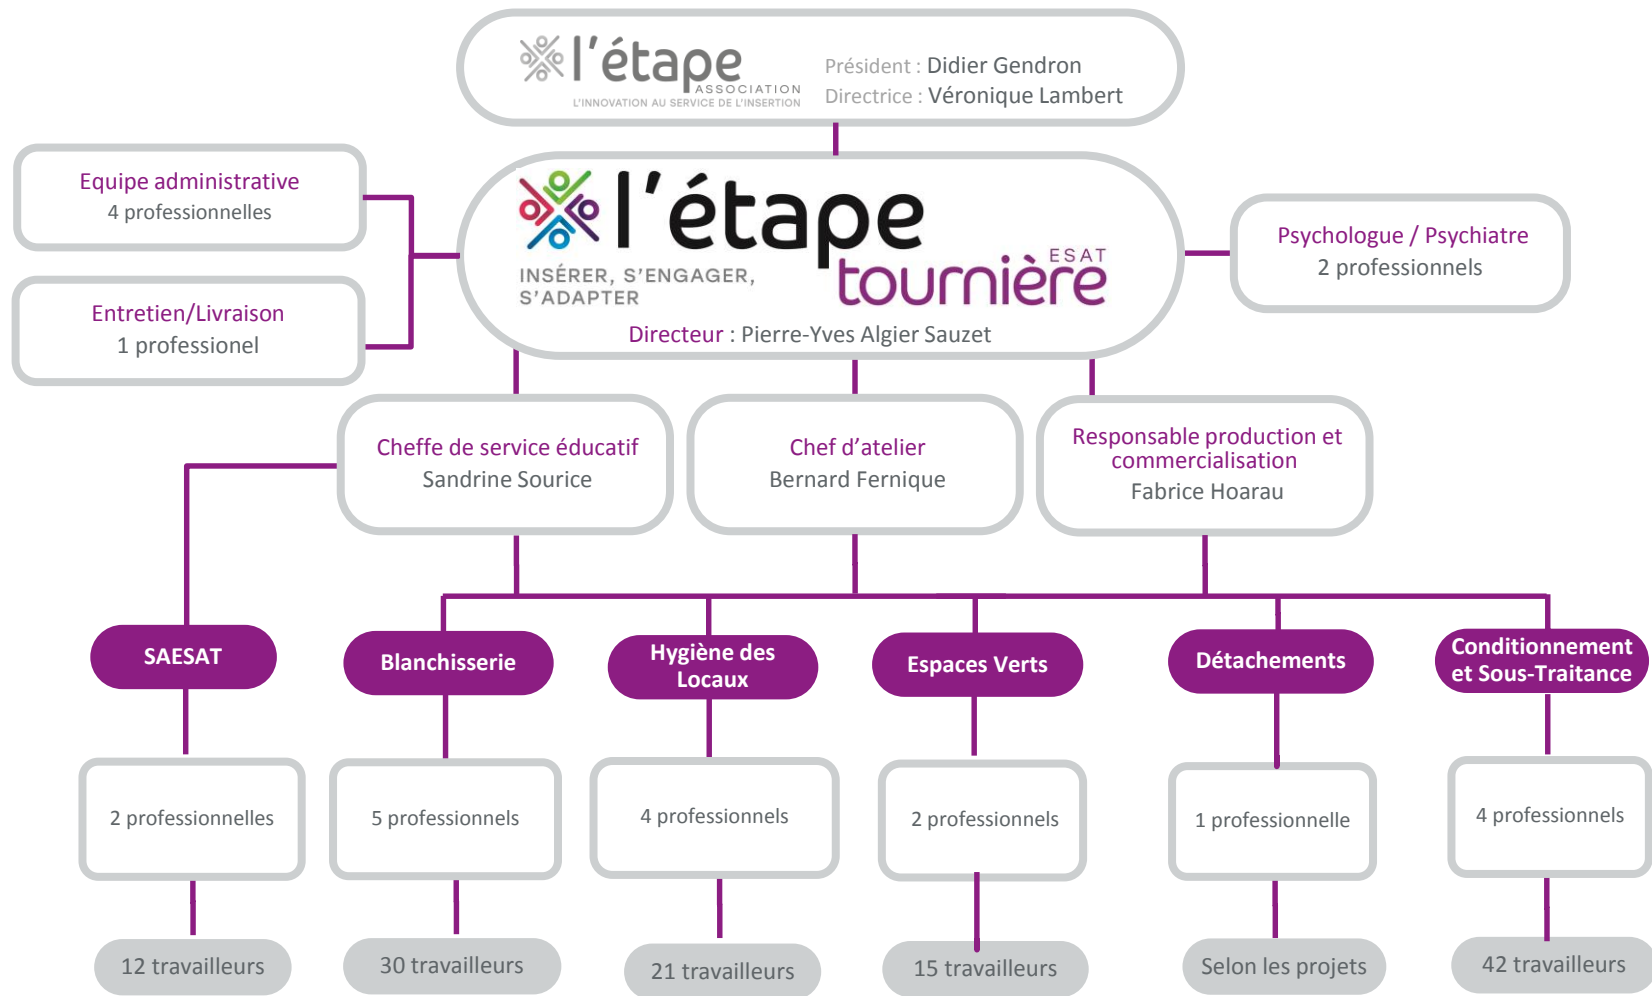 l'étape
ASSOCIATION
L'INNOVATION AU SERVICE DE L'INSERTION
Président : Didier Gendron
Directrice : Véronique Lambert
Equipe administrative
4 professionnelles
Entretien/Livraison
1 professionel
l'étape
ESAT
tournière
INSÉRER, S'ENGAGER,
S'ADAPTER
Directeur : Pierre-Yves Algier Sauzet
Psychologue / Psychiatre
2 professionnels
Cheffe de service éducatif
Sandrine Sourice
Chef d’atelier
Bernard Fernique
Responsable production et
commercialisation
Fabrice Hoarau
SAESAT
Blanchisserie
Hygiène des
Locaux
Espaces Verts
Détachements
Conditionnement
et Sous-Traitance
2 professionnelles
5 professionnels
4 professionnels
2 professionnels
1 professionnelle
4 professionnels
12 travailleurs
30 travailleurs
21 travailleurs
15 travailleurs
Selon les projets
42 travailleurs